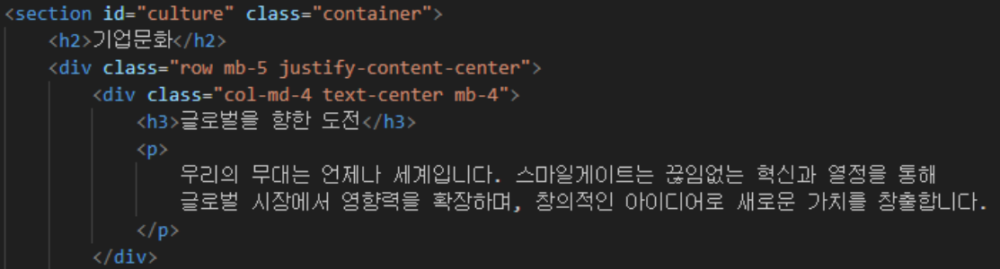 <section id="culture" class="container">
<h2>기업문화</h2>
<div class="row mb-5 justify-content-center">
<div class="col-md-4 text-center mb-4">
<h3>글로벌을 향한 도전</h3>
<p>
우리의 무대는 언제나 세계입니다. 스마일게이트는 끊임없는 혁신과 열정을 통해
글로벌 시장에서 영향력을 확장하며, 창의적인 아이디어로 새로운 가치를 창출합니다.
</p>
</div>